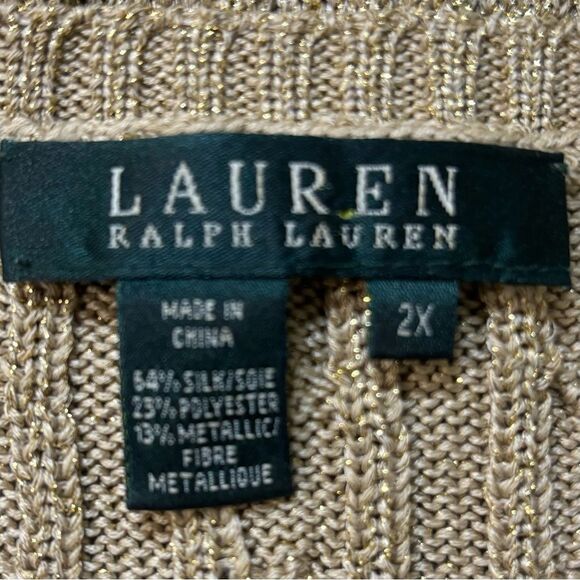 LAUREN
RALPH LAUREN
MADE IN
CHINA
2X
64% SILK/SOIE
23% POLYESTER
13% METALLIC/
FIBRE
METALLIQUE